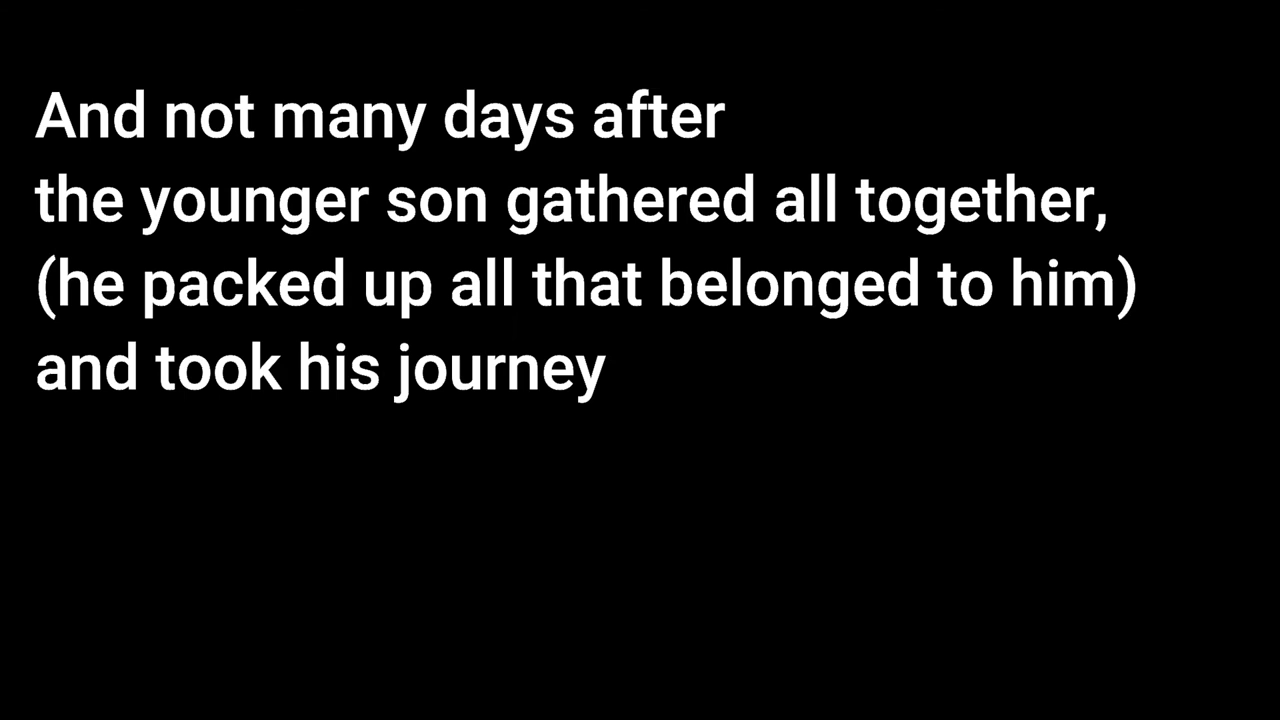 And not many days after
the younger son gathered all together,
(he packed up all that belonged to him)
and took his journey